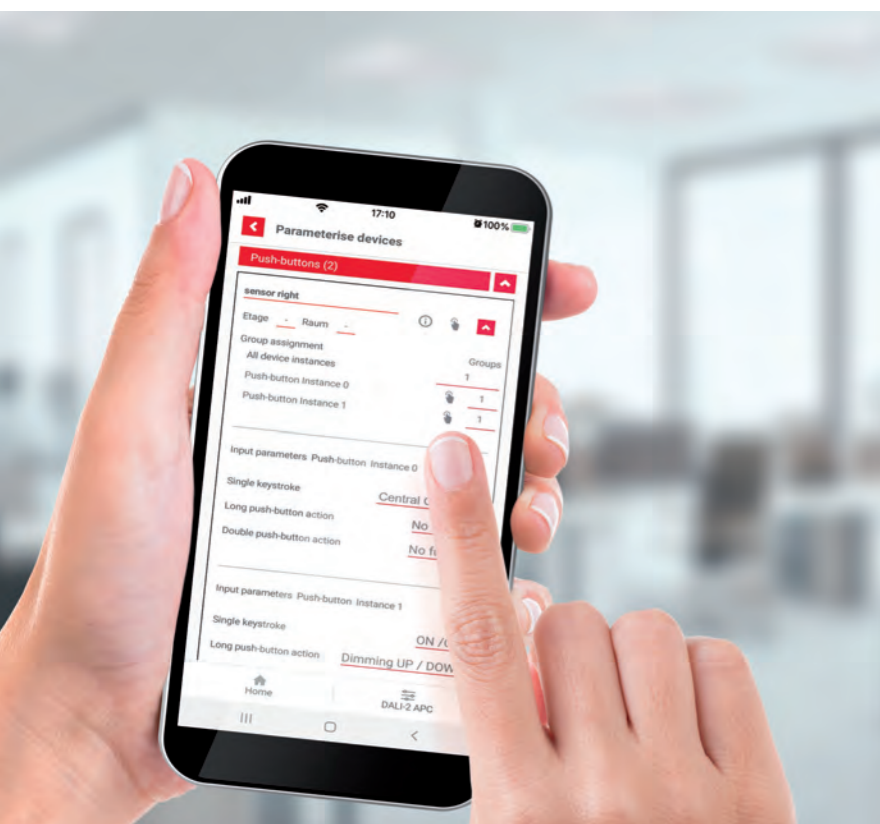 17:10
100%
Parameterise devices
Push-buttons (2)
sensor right
Etage - Raum -
Group assignment
Groups
All device instances
1
Push-button Instance 0
1
Push-button Instance 1
1
Input parameters Push-button Instance 0
Single keystroke
Central
Long push-button action
No
Double push-button action
No
Input parameters Push-button Instance 1
Single keystroke
ON /
Long push-button action
Dimming UP /
Home
DALI-2 APC